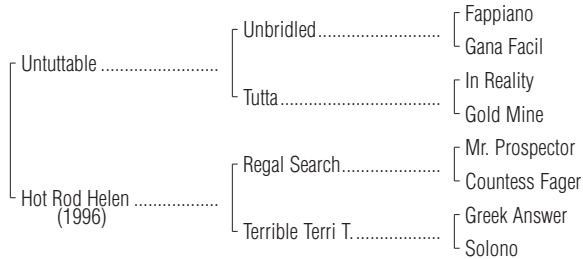 Fappiano
Unbridled
Gana Facil
Untuttable
In Reality
Tutta
Gold Mine
Mr. Prospector
Regal Search
Countess Fager
Hot Rod Helen
(1996)
Greek Answer
Terrible Terri T.
Solono